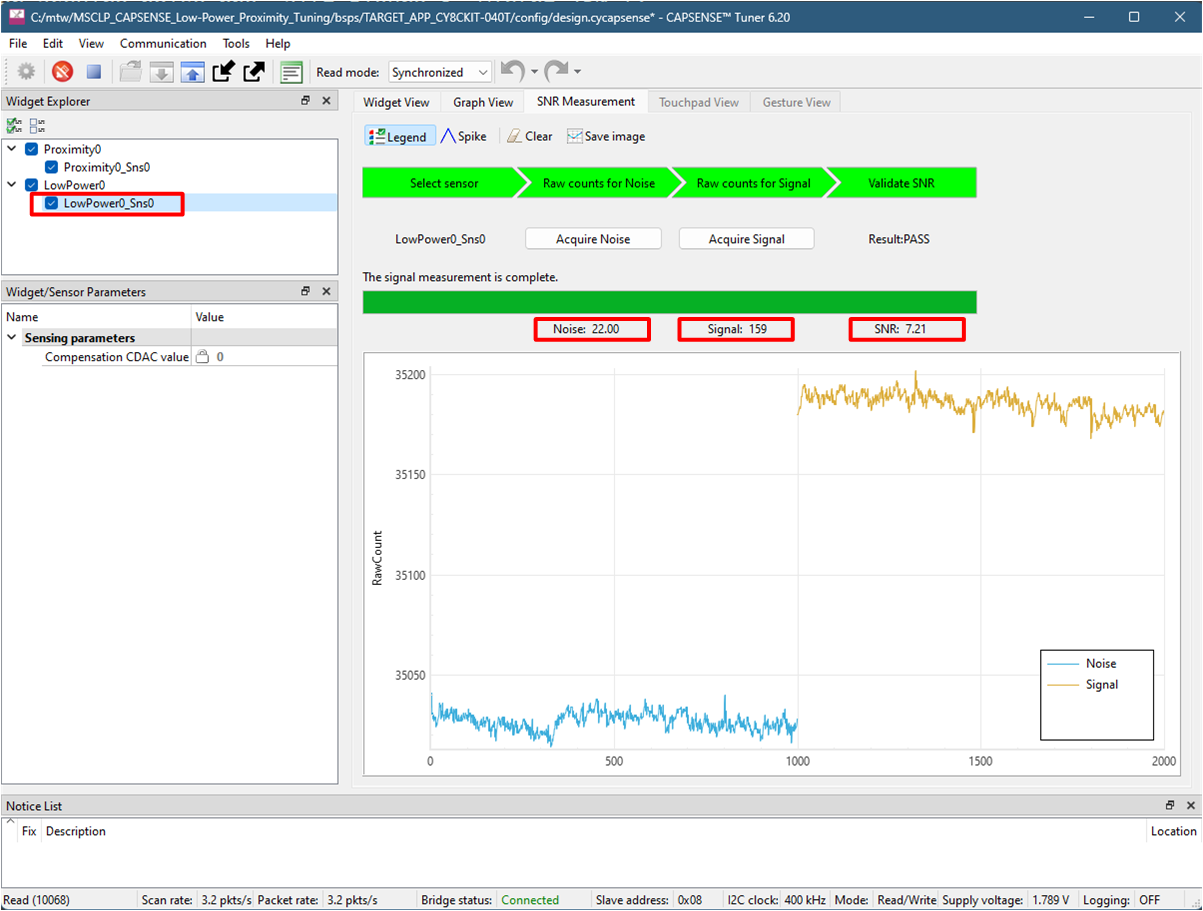 C:/mtw/MSCLP_CAPSENSE_Low-Power_Proximity_Tuning/bsps/TARGET_APP_CY8CKIT-040T/config/design.cycapsense* - CAPSENSE™ Tuner 6.20
File Edit View Communication Tools Help
Read mode: Synchronized
Widget Explorer
Proximity0
Proximity0_Sns0
LowPower0
LowPower0_Sns0
Widget/Sensor Parameters
Name Value
Sensing parameters
Compensation CDAC value 0
Widget View Graph View SNR Measurement Touchpad View Gesture View
Legend Spike Clear Save image
Select sensor Raw counts for Noise Raw counts for Signal Validate SNR
LowPower0_Sns0 Acquire Noise Acquire Signal Result:PASS
The signal measurement is complete.
Noise: 22.00 Signal: 159 SNR: 7.21
35200
35150
35100
35050
RawCount
Noise
Signal
0 500 1000 1500 2000
Notice List
Fix Description Location
Read (10068) Scan rate: 3.2 pkts/s Packet rate: 3.2 pkts/s Bridge status: Connected Slave address: 0x08 I2C clock: 400 kHz Mode: Read/Write Supply voltage: 1.789 V Logging: OFF